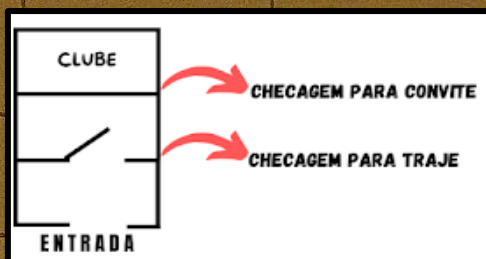 CLUBE
CHECAGEM PARA CONVITE
CHECAGEM PARA TRAJE
ENTRADA